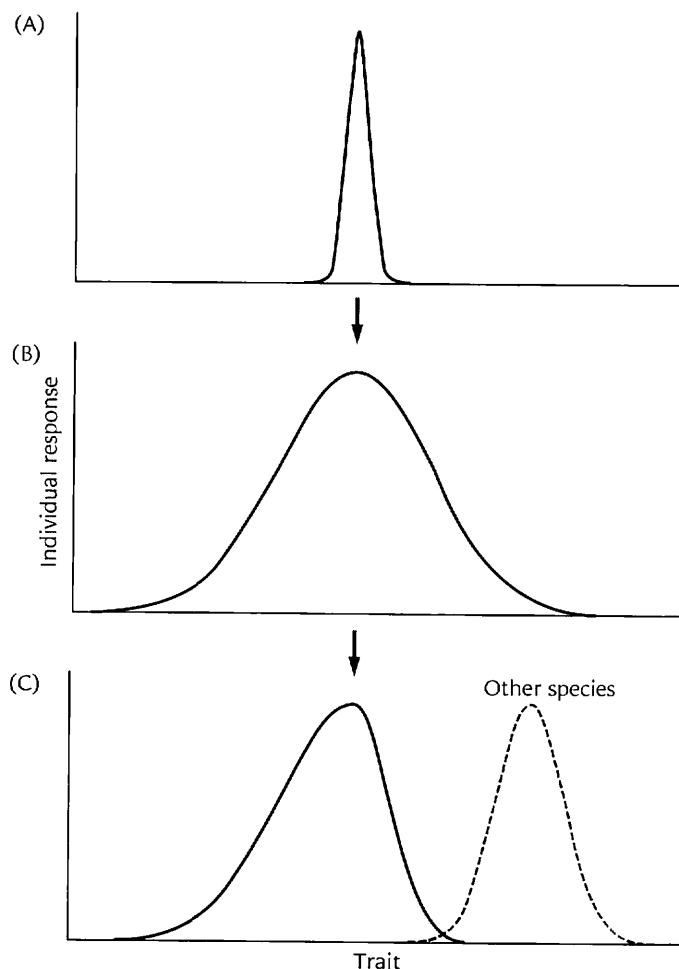 (A)
(B)
Individual response
(C)
Other species
Trait